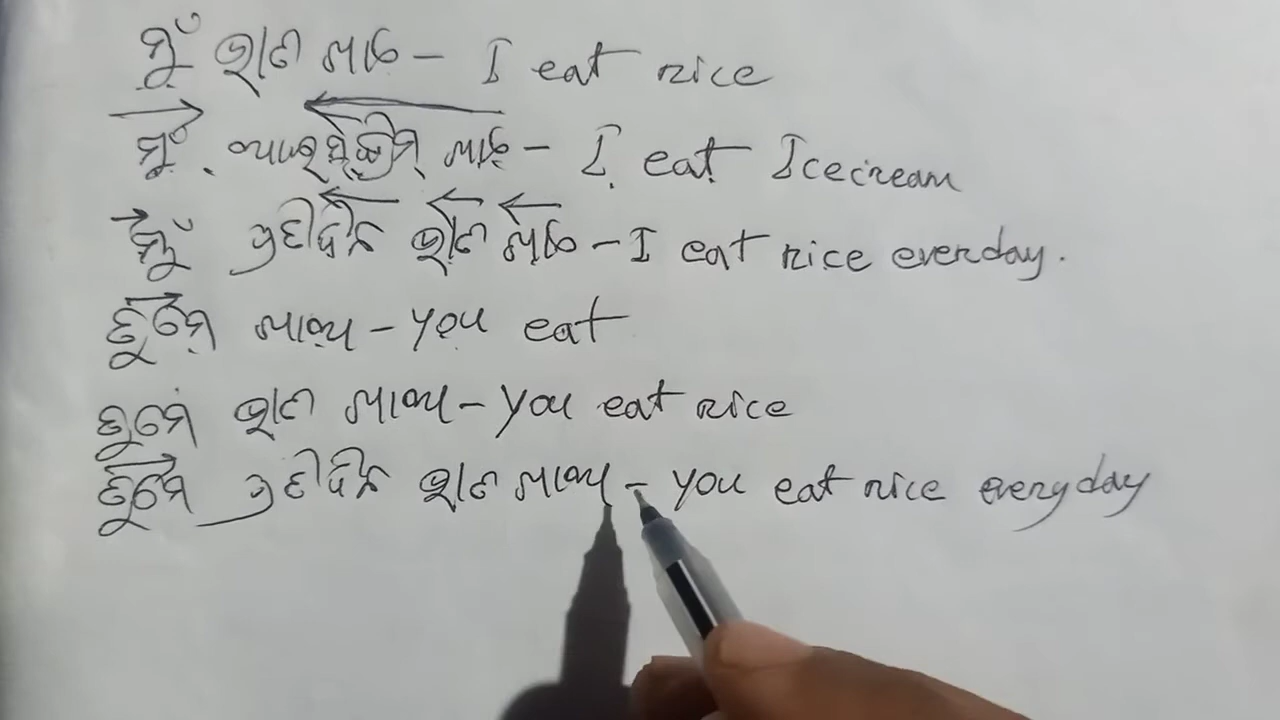 ମୁଁ ଭାତ ଖାଏ - I eat rice
ମୁଁ ଆଇସ୍କ୍ରିମ୍ ଖାଏ - I eat Icecream
ମୁଁ ପ୍ରତୀଦୀନ ଭାତ ଖାଏ - I eat rice everday.
ତୁମେ ଖାଅ - you eat
ତୁମେ ଭାତ ଖାଅ - You eat rice
ତୁମେ ପ୍ରତୀଦୀନ ଭାତ ଖାଅ - you eat rice everyday